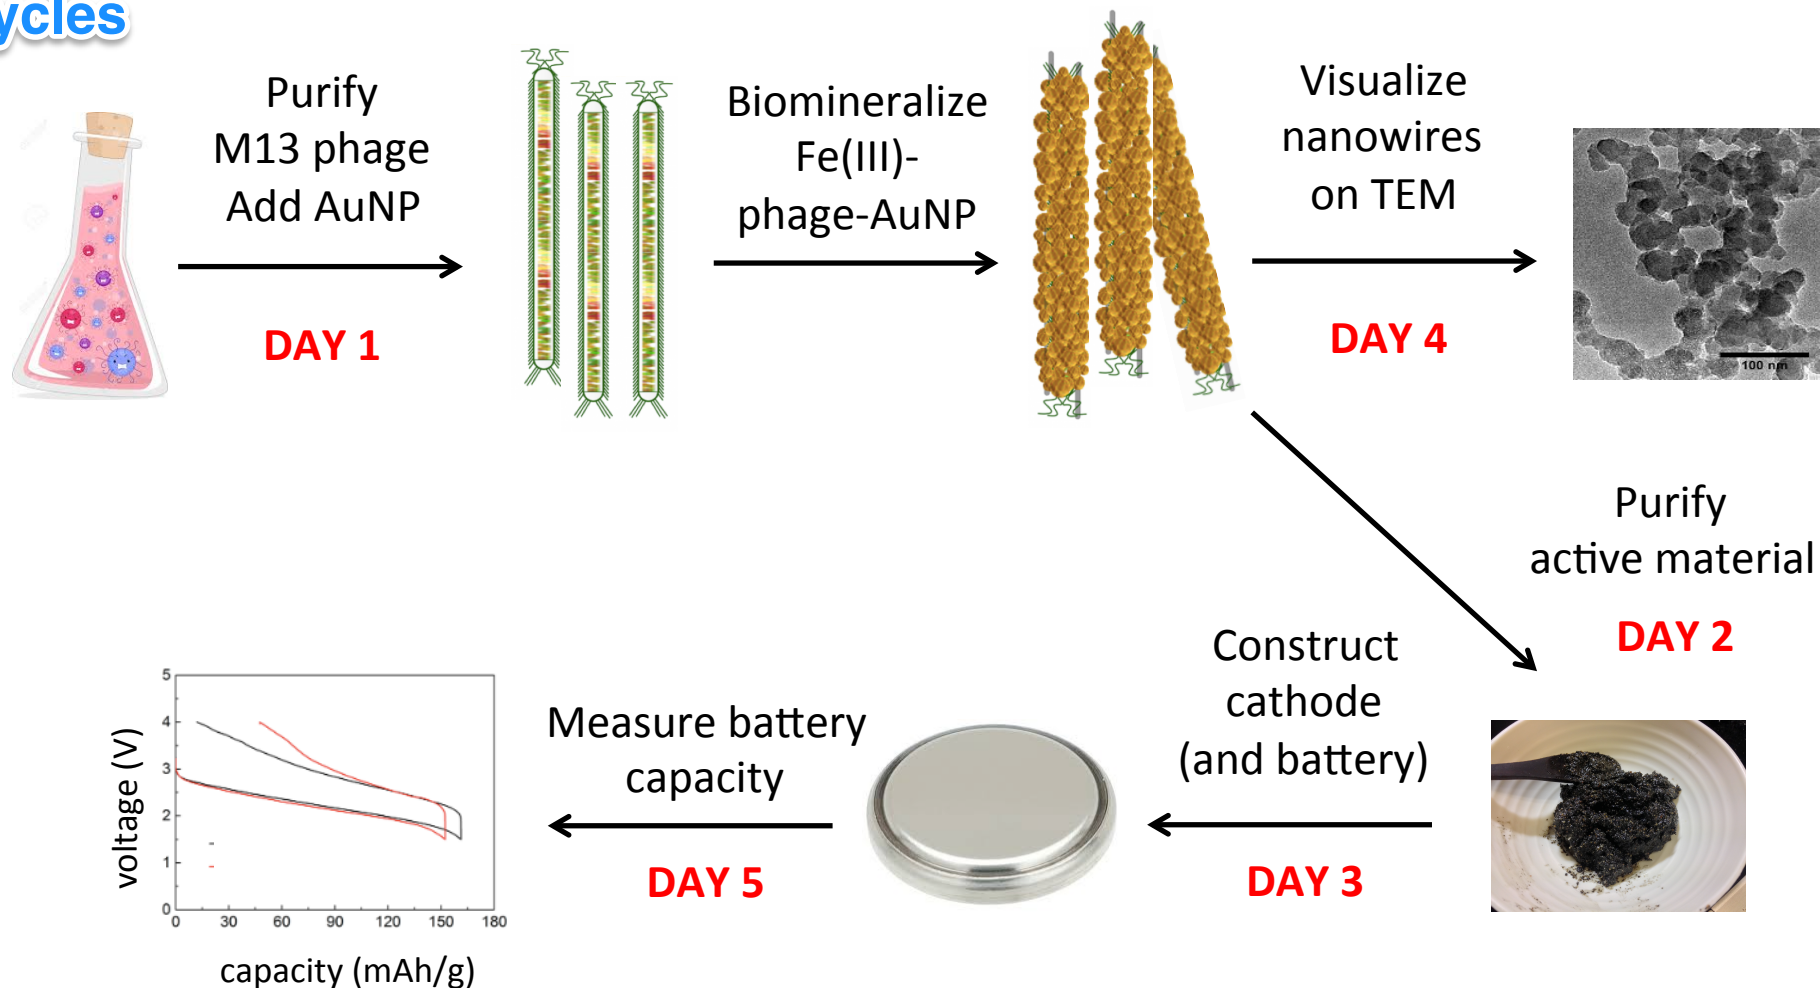 ycles
Purify
M13 phage
Add AuNP
DAY 1
Biomineralize
Fe(III)-
phage-AuNP
Visualize
nanowires
on TEM
DAY 4
100 nm
Purify
active material
DAY 2
Construct
cathode
(and battery)
DAY 3
Measure battery
capacity
DAY 5
voltage (V)
5
4
3
2
1
0
0 30 60 90 120 150 180
capacity (mAh/g)